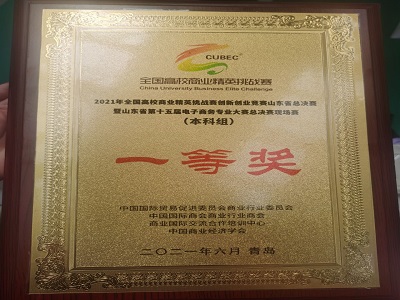 CUBEC
全国高校商业精英挑战赛
China University Business Elite Challenge
2021年全国高校商业精英挑战赛创新创业竞赛山东省总决赛
暨山东省第十五届电子商务专业大赛总决赛现场赛
(本科组)
一等奖
中国国际贸易促进委员会商业行业委员会
中国国际商会商业行业商会
商业国际交流合作培训中心
中国商业经济学会
二〇二一年六月 青岛